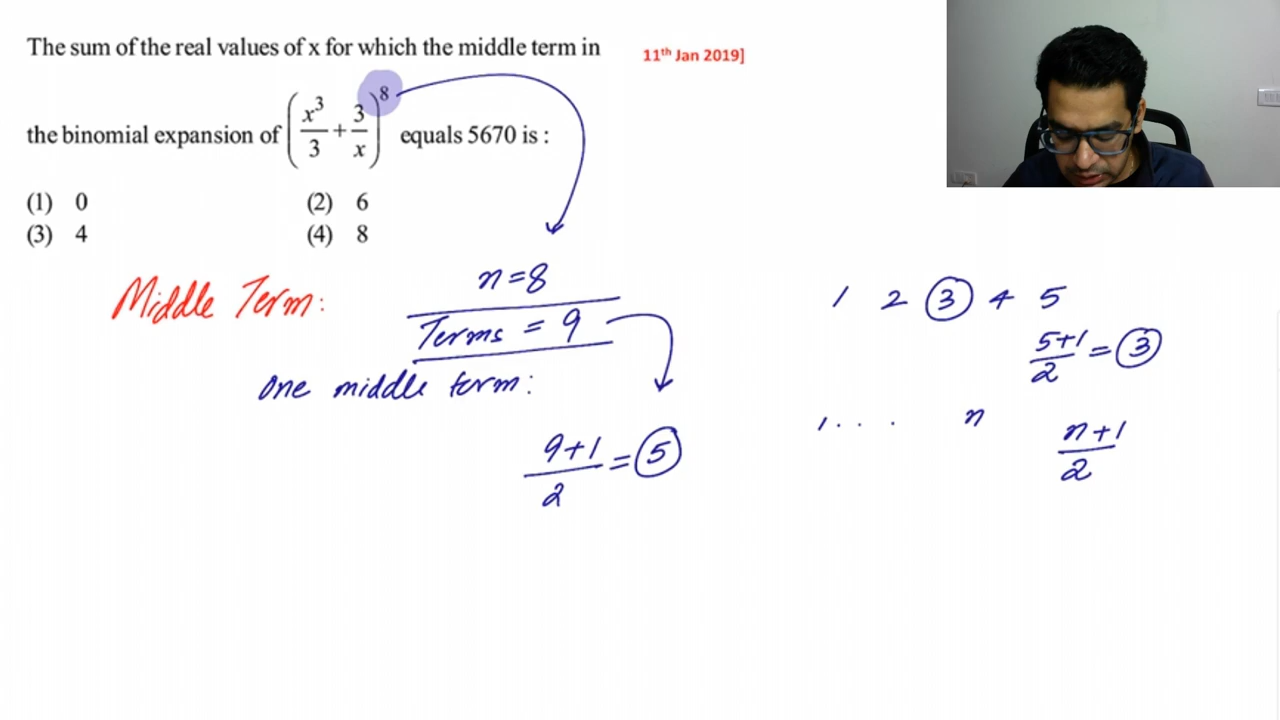 The sum of the real values of x for which the middle term in
11th Jan 2019]
the binomial expansion of (x³/3 + 3/x)⁸ equals 5670 is :
(1) 0 (2) 6
(3) 4 (4) 8
Middle Term:
n=8
Terms = 9
One middle term:
9+1/2 = 5
1 2 3 4 5
5+1/2 = 3
1 . . . n
n+1/2